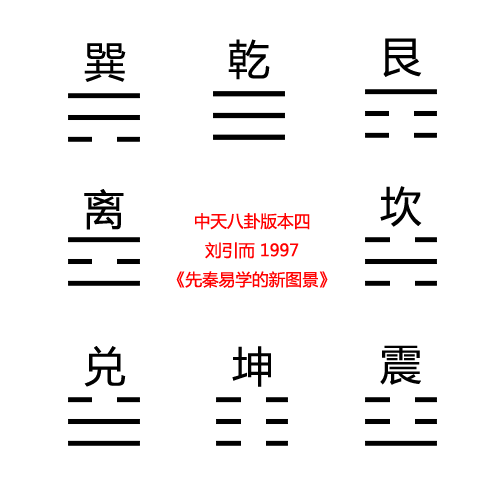 巽 乾 艮
离 坎
中天八卦版本四
刘引而 1997
《先秦易学的新图景》
兑 坤 震